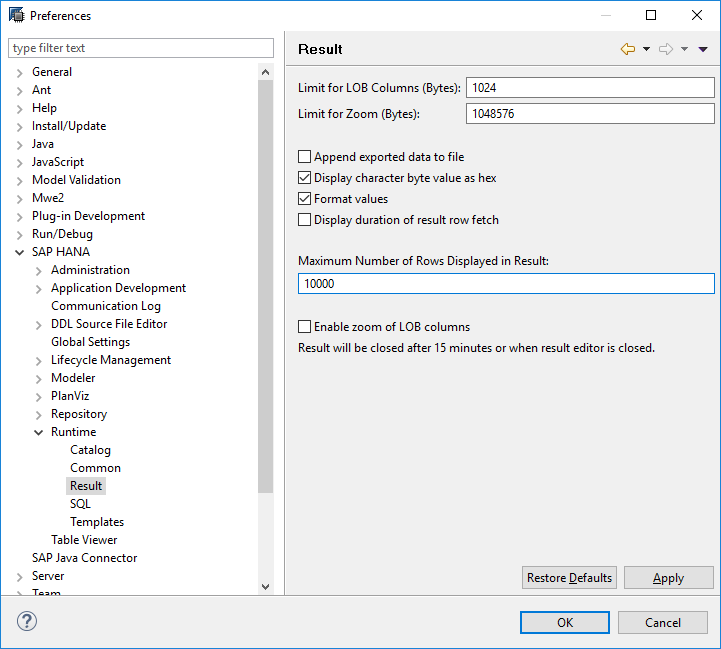 Preferences
type filter text
General
Ant
Help
Install/Update
Java
JavaScript
Model Validation
Mwe2
Plug-in Development
Run/Debug
SAP HANA
Administration
Application Development
Communication Log
DDL Source File Editor
Global Settings
Lifecycle Management
Modeler
PlanViz
Repository
Runtime
Catalog
Common
Result
SQL
Templates
Table Viewer
SAP Java Connector
Server
Team
Result
Limit for LOB Columns (Bytes): 1024
Limit for Zoom (Bytes): 1048576
Append exported data to file
Display character byte value as hex
Format values
Display duration of result row fetch
Maximum Number of Rows Displayed in Result:
10000
Enable zoom of LOB columns
Result will be closed after 15 minutes or when result editor is closed.
Restore Defaults Apply
? OK Cancel